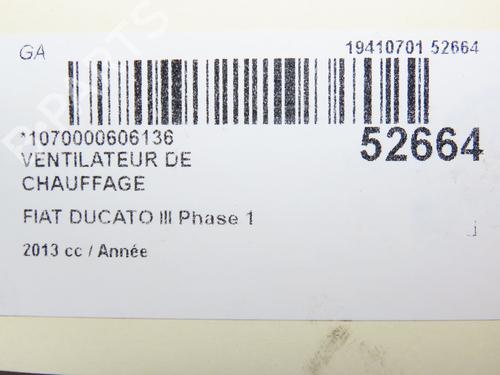 GA
19410701 52664
*1070000606136
52664
VENTILATEUR DE
CHAUFFAGE
FIAT DUCATO III Phase 1
j
2013 cc / Année